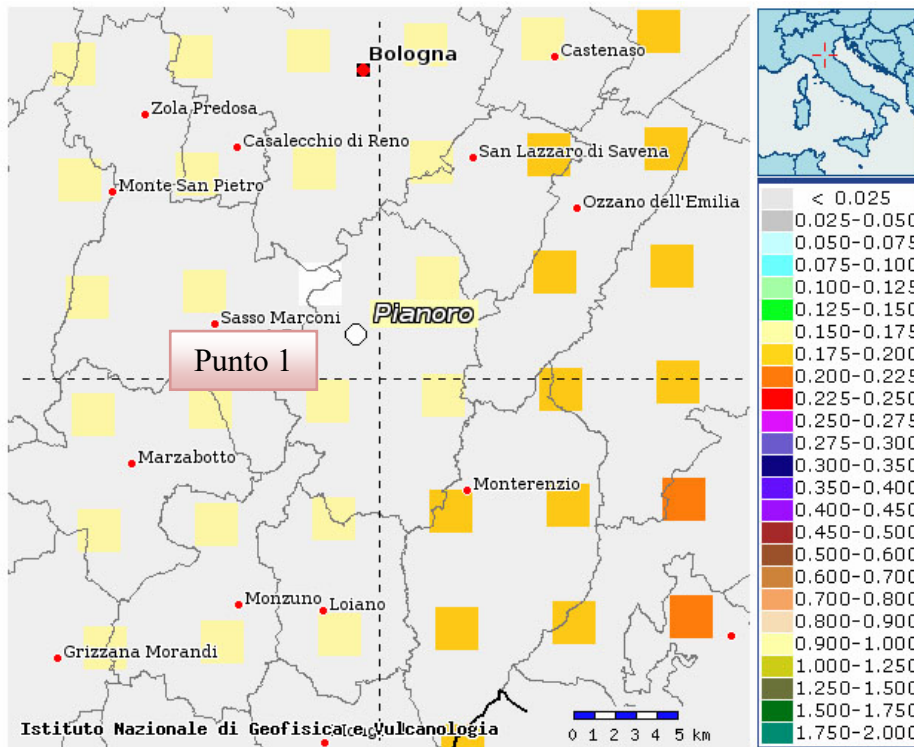 Bologna
Castenaso
Zola Predosa
Casalecchio di Reno
San Lazzaro di Savena
Monte San Pietro
Ozzano dell'Emilia
Pianoro
Sasso Marconi
Punto 1
Marzabotto
Monterenzio
Monzuno
Loiano
Grizzana Morandi
Istituto Nazionale di Geofisica e Vulcanologia
0 1 2 3 4 5 km
< 0.025
0.025-0.050
0.050-0.075
0.075-0.100
0.100-0.125
0.125-0.150
0.150-0.175
0.175-0.200
0.200-0.225
0.225-0.250
0.250-0.275
0.275-0.300
0.300-0.350
0.350-0.400
0.400-0.450
0.450-0.500
0.500-0.600
0.600-0.700
0.700-0.800
0.800-0.900
0.900-1.000
1.000-1.250
1.250-1.500
1.500-1.750
1.750-2.000